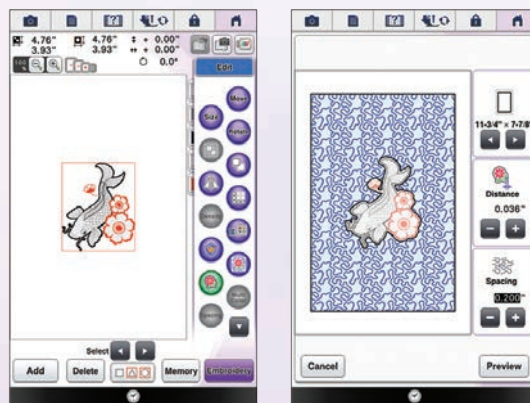 4.76" 4.76" + 0.00"
3.93" 3.93" + 0.00"
100 0.0°
Edit
Move
Size
Rotate
Select
Add Delete Memory Embroidery
11-3/4" × 7-7/8"
Distance
0.036"
Spacing
0.200"
Cancel Preview